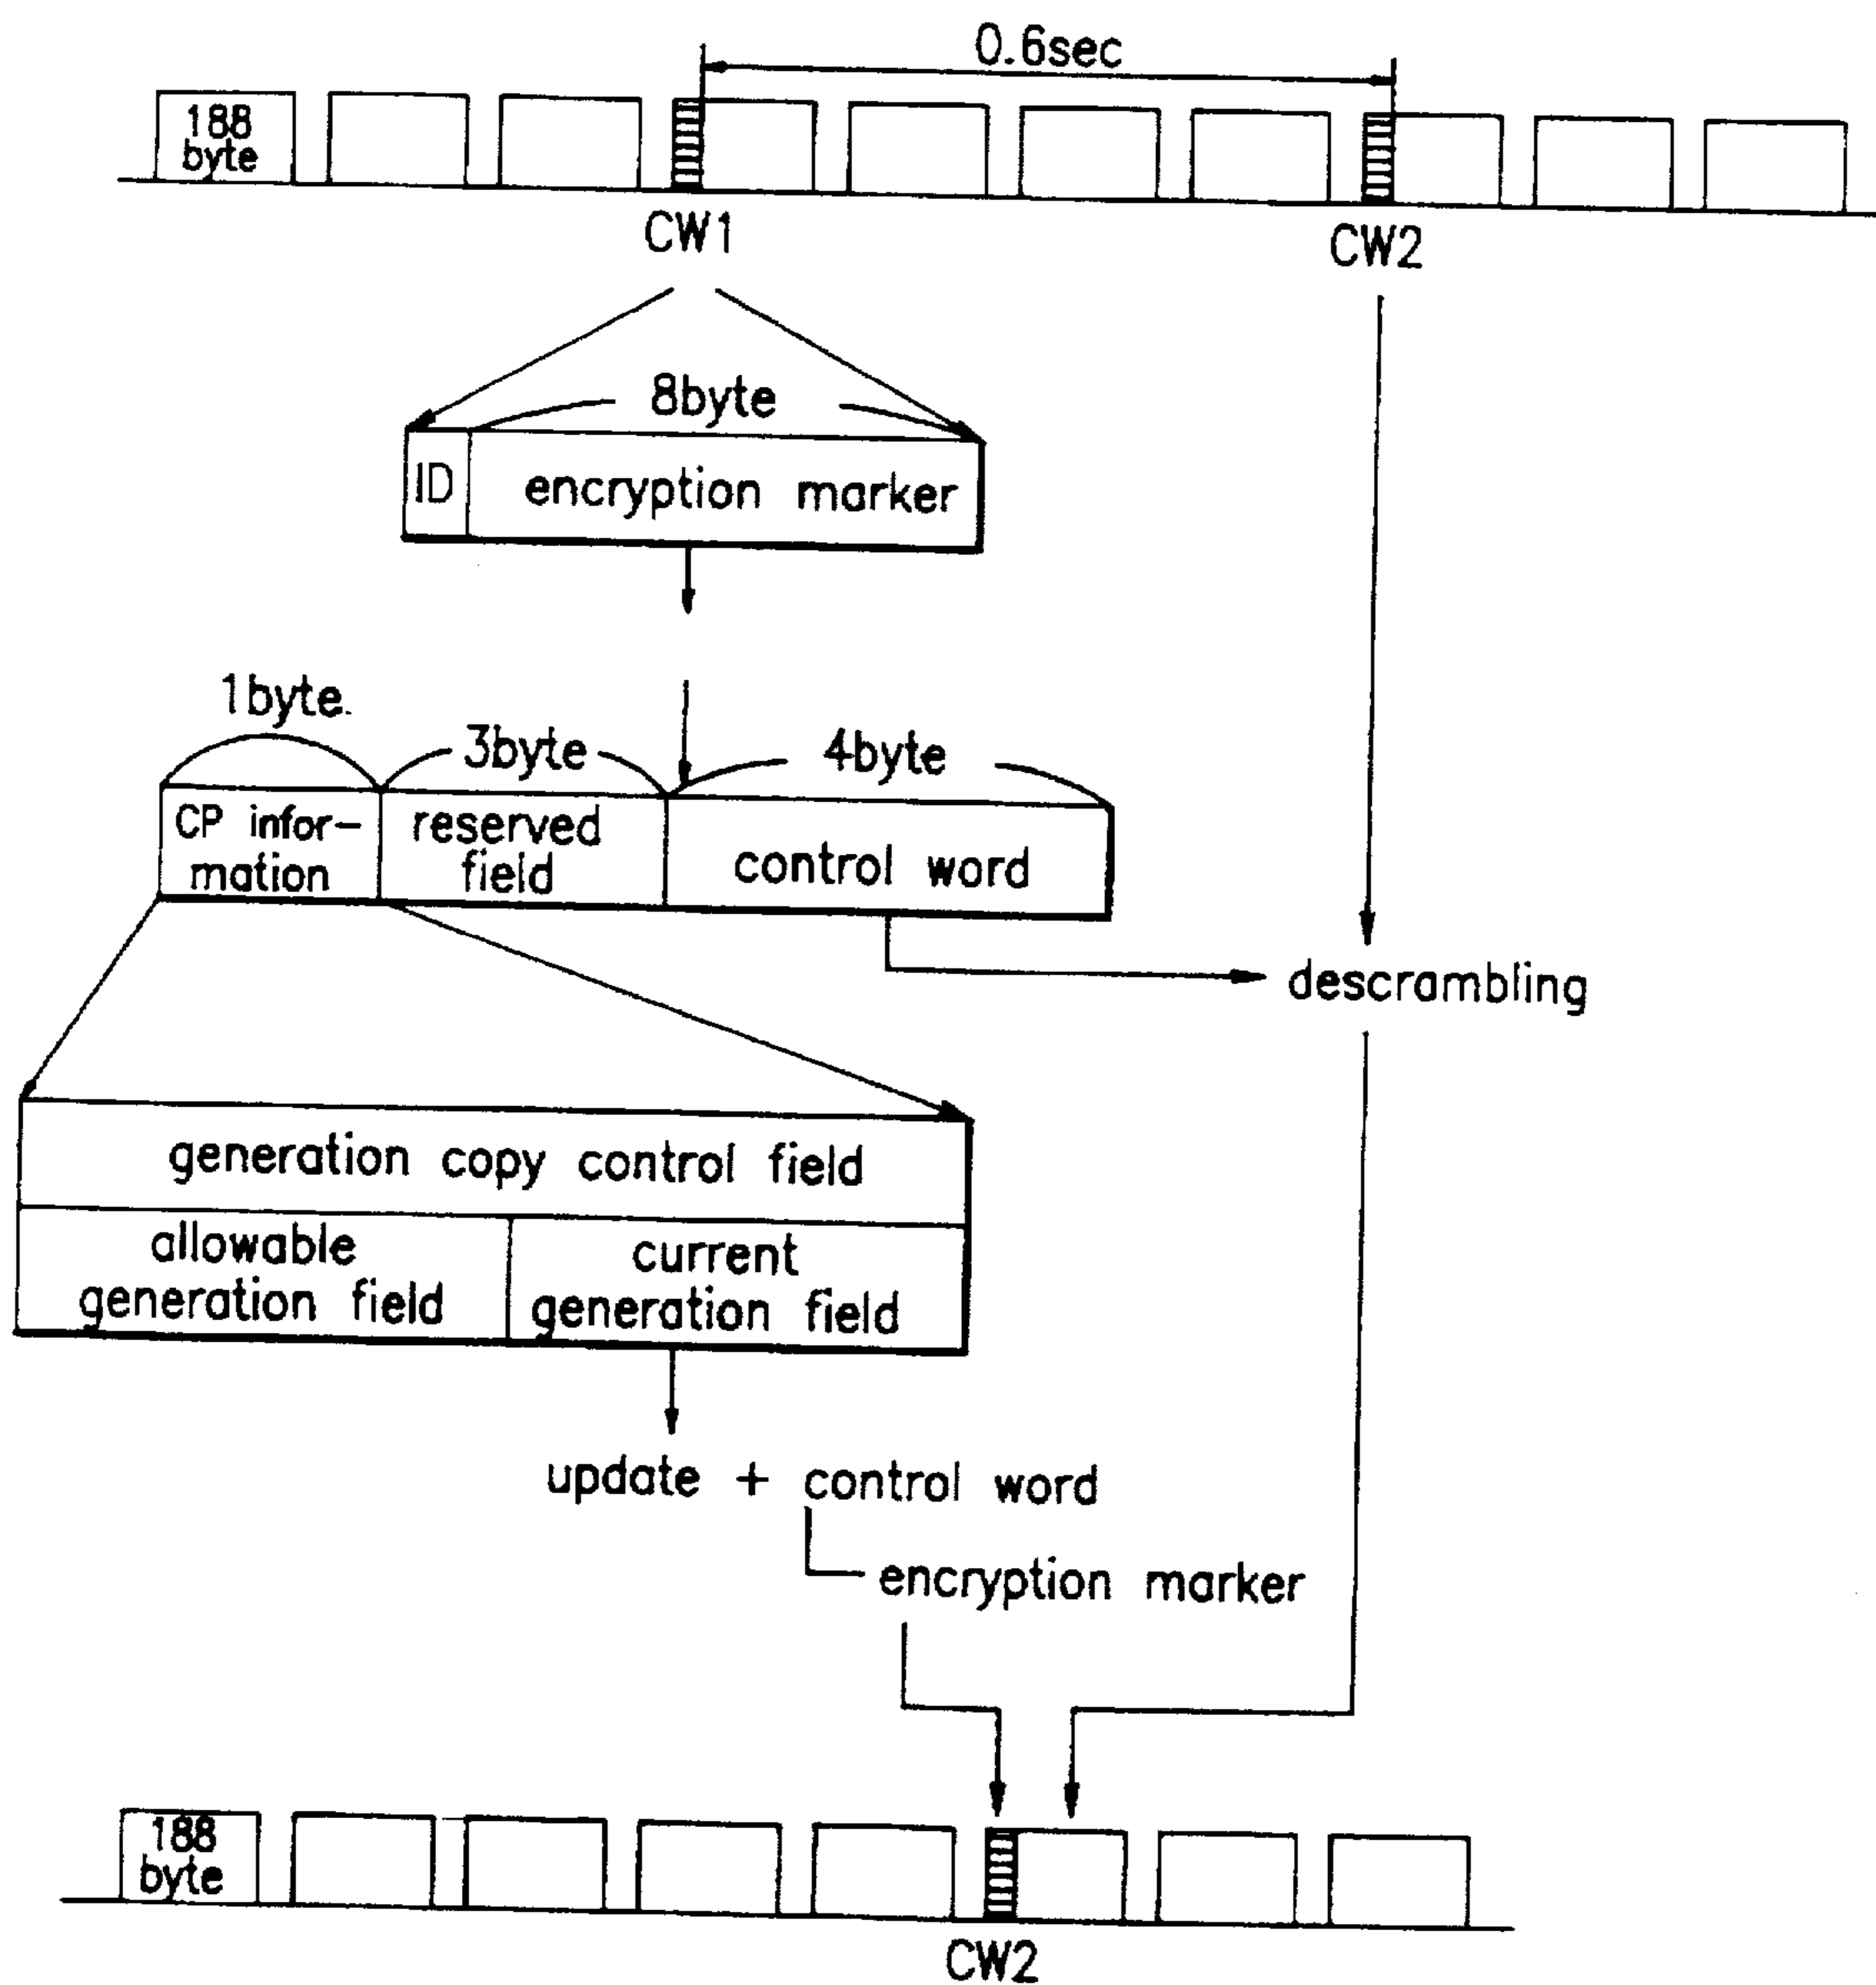 0.6sec
188
byte
CW1
CW2
8byte
ID
encryption marker
1byte.
3byte
4byte
CP infor-
mation
reserved
field
control word
descrambling
generation copy control field
allowable
generation field
current
generation field
update + control word
encryption marker
188
byte
CW2